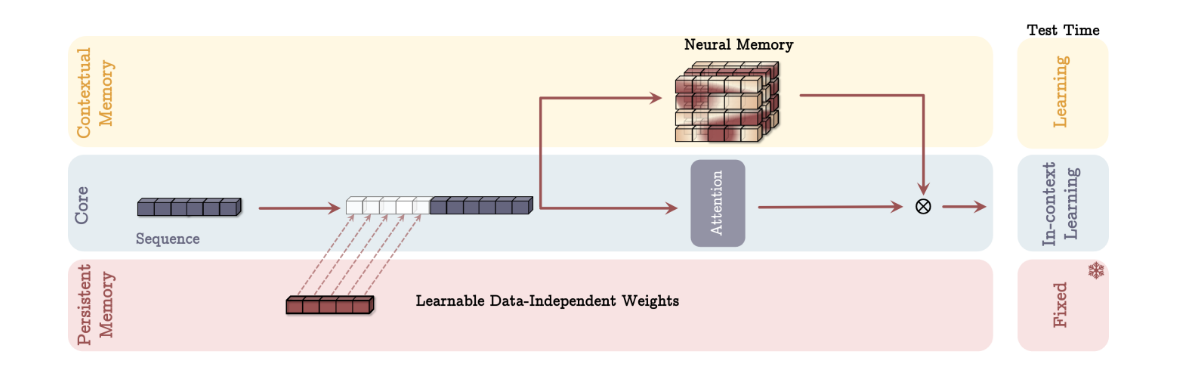 Test Time
Neural Memory
Contextual
Memory
Learning
Core
Sequence
Attention
In-context
Learning
Persistent
Memory
Learnable Data-Independent Weights
Fixed